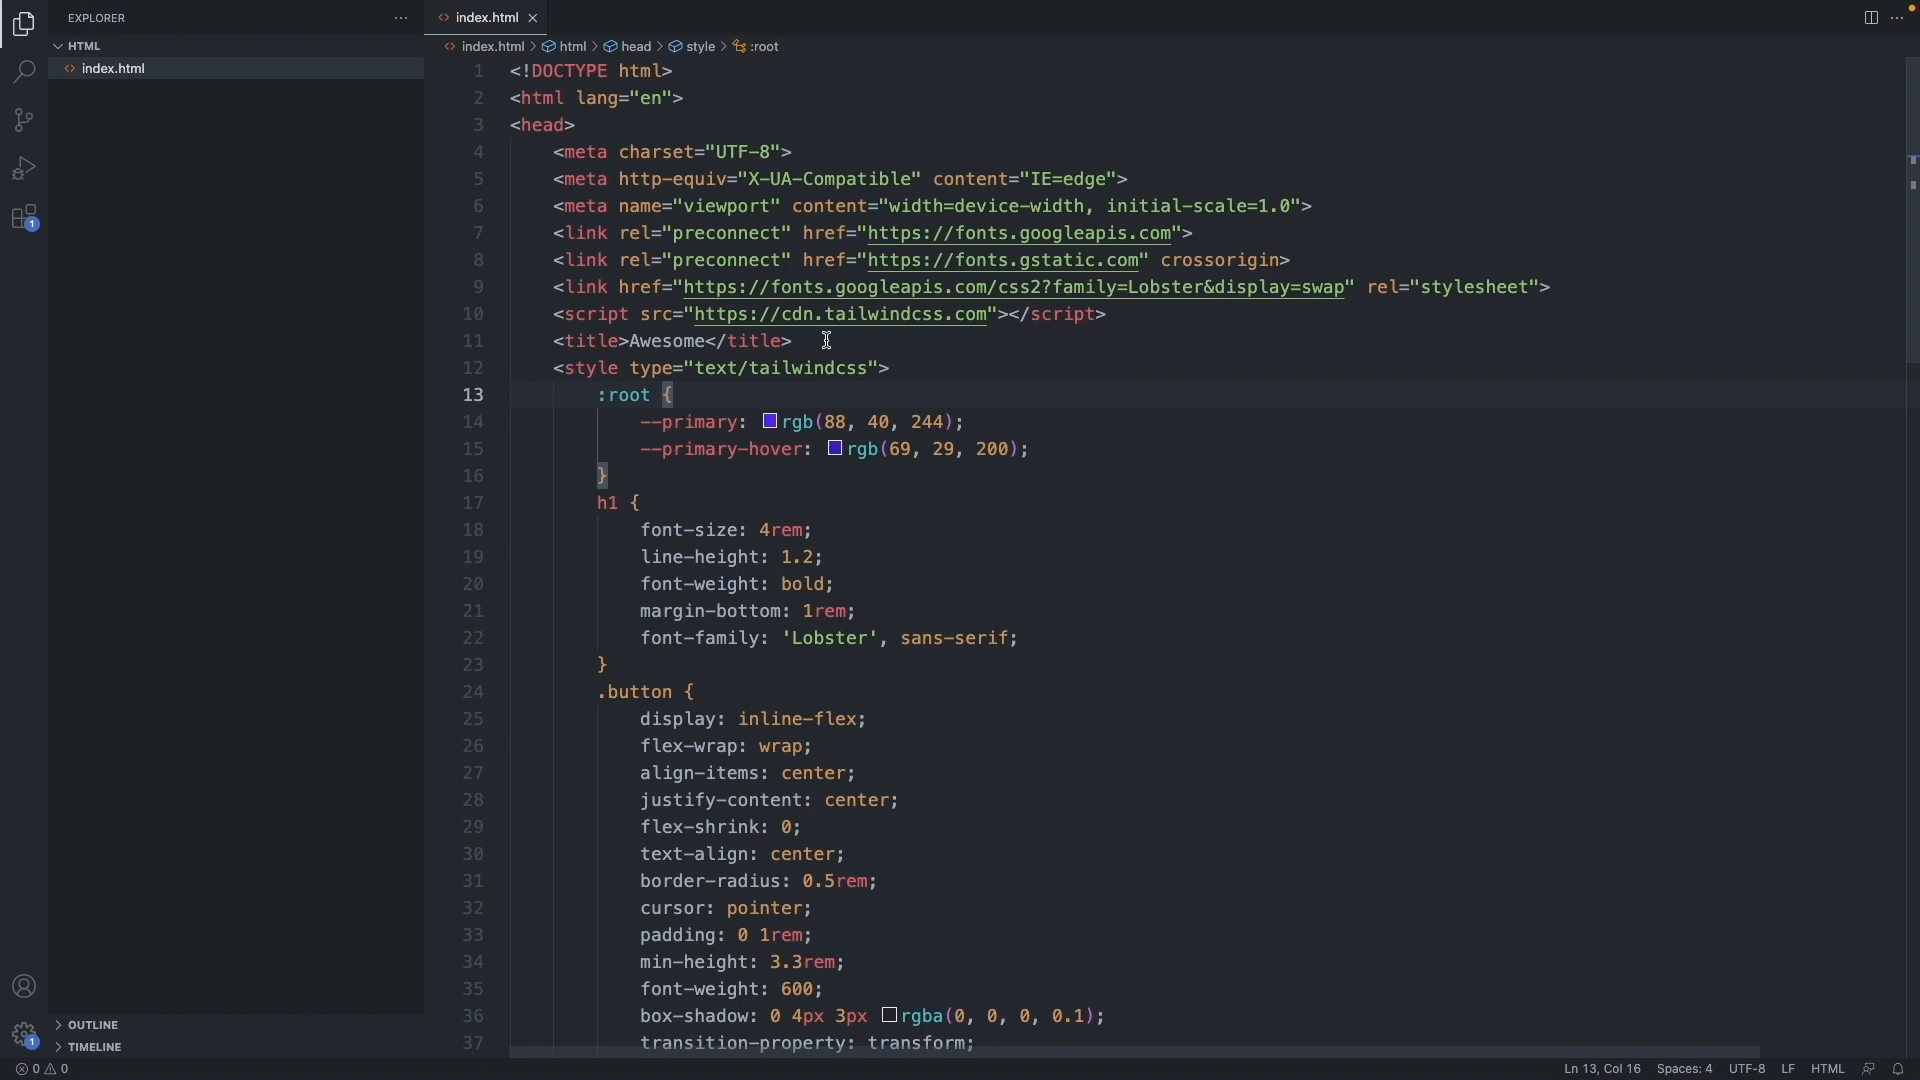 EXPLORER
HTML
index.html
OUTLINE
TIMELINE
index.html
index.html > html > head > style > :root
1 <!DOCTYPE html>
2 <html lang="en">
3 <head>
4 <meta charset="UTF-8">
5 <meta http-equiv="X-UA-Compatible" content="IE=edge">
6 <meta name="viewport" content="width=device-width, initial-scale=1.0">
7 <link rel="preconnect" href="https://fonts.googleapis.com">
8 <link rel="preconnect" href="https://fonts.gstatic.com" crossorigin>
9 <link href="https://fonts.googleapis.com/css2?family=Lobster&display=swap" rel="stylesheet">
10 <script src="https://cdn.tailwindcss.com"></script>
11 <title>Awesome</title>
12 <style type="text/tailwindcss">
13 :root {
14 --primary: rgb(88, 40, 244);
15 --primary-hover: rgb(69, 29, 200);
16 }
17 h1 {
18 font-size: 4rem;
19 line-height: 1.2;
20 font-weight: bold;
21 margin-bottom: 1rem;
22 font-family: 'Lobster', sans-serif;
23 }
24 .button {
25 display: inline-flex;
26 flex-wrap: wrap;
27 align-items: center;
28 justify-content: center;
29 flex-shrink: 0;
30 text-align: center;
31 border-radius: 0.5rem;
32 cursor: pointer;
33 padding: 0 1rem;
34 min-height: 3.3rem;
35 font-weight: 600;
36 box-shadow: 0 4px 3px rgba(0, 0, 0, 0.1);
37 transition-property: transform;
1
1
0 0
Ln 13, Col 16 Spaces: 4 UTF-8 LF HTML